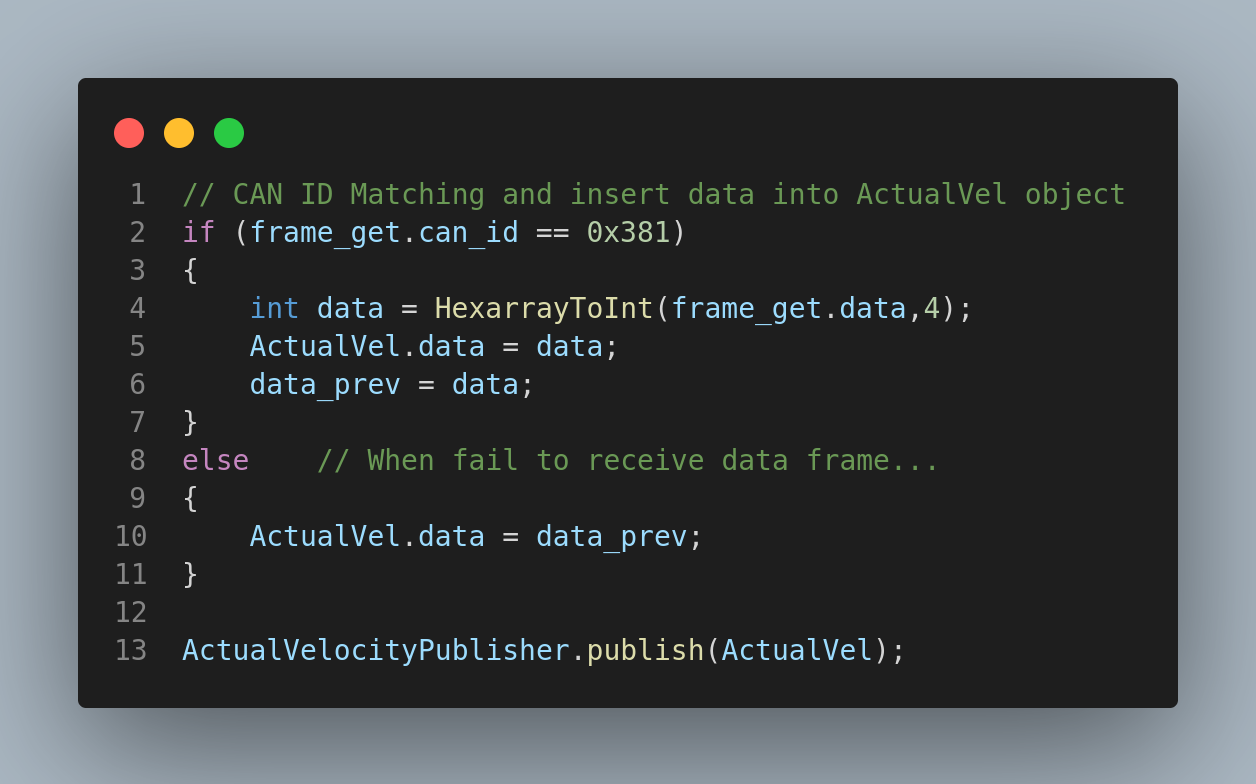 1 // CAN ID Matching and insert data into ActualVel object
2 if (frame_get.can_id == 0x381)
3 {
4     int data = HexarrayToInt(frame_get.data,4);
5     ActualVel.data = data;
6     data_prev = data;
7 }
8 else    // When fail to receive data frame...
9 {
10     ActualVel.data = data_prev;
11 }
12
13 ActualVelocityPublisher.publish(ActualVel);